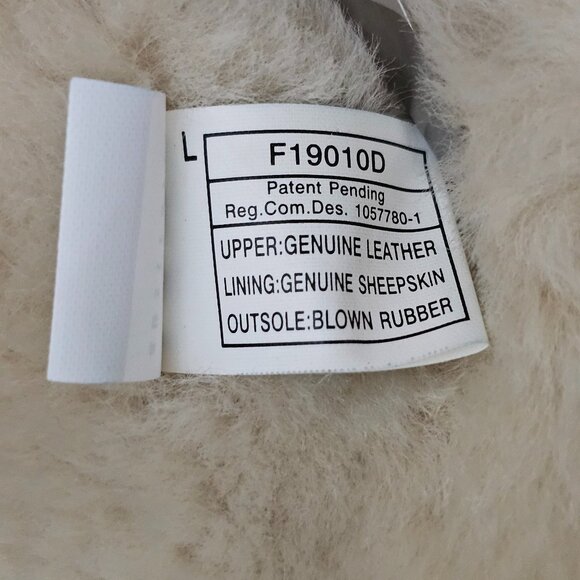 L
F19010D
Patent Pending
Reg.Com.Des. 1057780-1
UPPER:GENUINE LEATHER
LINING:GENUINE SHEEPSKIN
OUTSOLE:BLOWN RUBBER